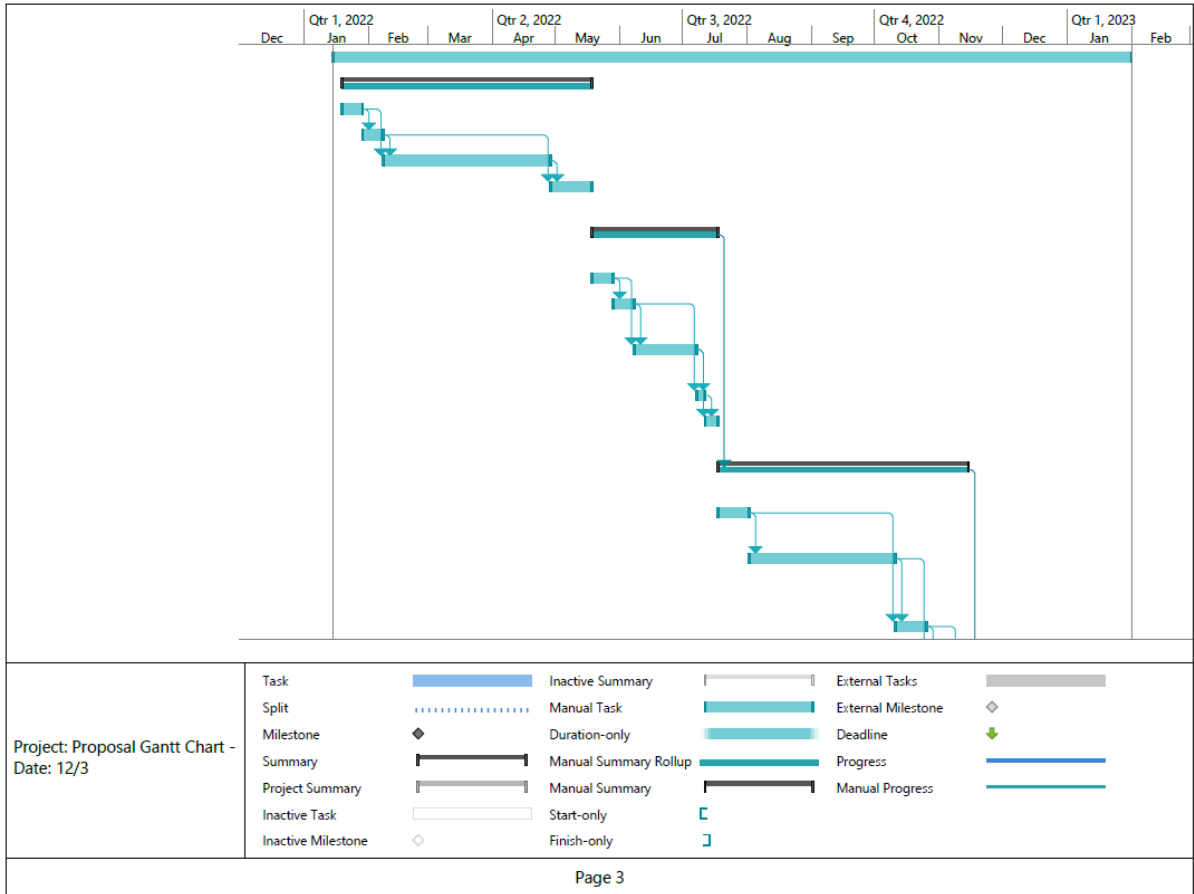 Qtr 1, 2022 Qtr 2, 2022 Qtr 3, 2022 Qtr 4, 2022 Qtr 1, 2023
Dec Jan Feb Mar Apr May Jun Jul Aug Sep Oct Nov Dec Jan Feb
Project: Proposal Gantt Chart -
Date: 12/3
Task Inactive Summary External Tasks
Split Manual Task External Milestone
Milestone Duration-only Deadline
Summary Manual Summary Rollup Progress
Project Summary Manual Summary Manual Progress
Inactive Task Start-only
Inactive Milestone Finish-only
Page 3